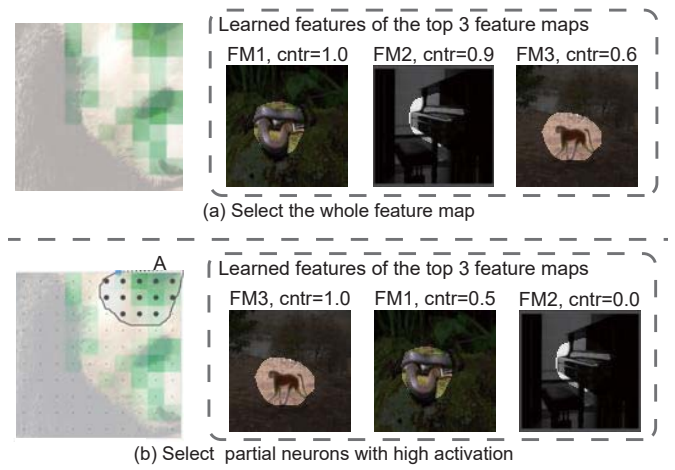 Learned features of the top 3 feature maps
FM1, cntr=1.0 FM2, cntr=0.9 FM3, cntr=0.6
(a) Select the whole feature map
A
Learned features of the top 3 feature maps
FM3, cntr=1.0 FM1, cntr=0.5 FM2, cntr=0.0
(b) Select partial neurons with high activation